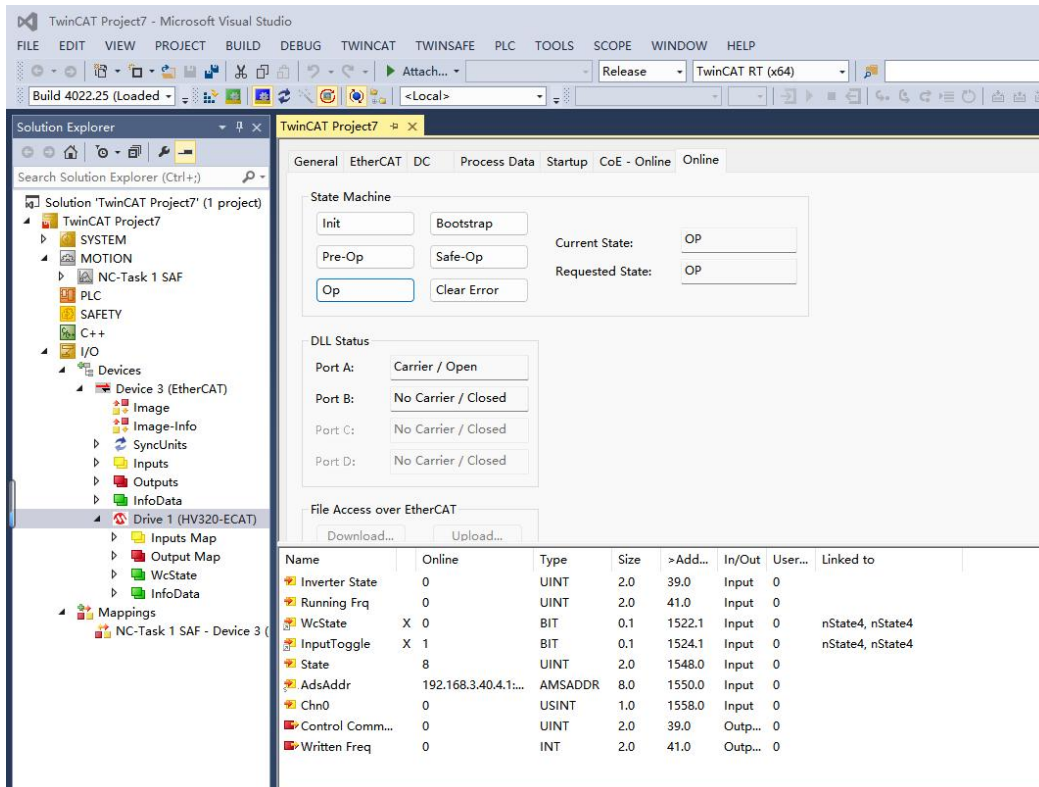 TwinCAT Project7 - Microsoft Visual Studio
FILE EDIT VIEW PROJECT BUILD DEBUG TWINCAT TWINSAFE PLC TOOLS SCOPE WINDOW HELP
Attach... Release TwinCAT RT (x64)
Build 4022.25 (Loaded <Local>
Solution Explorer
Search Solution Explorer (Ctrl+;)
Solution 'TwinCAT Project7' (1 project)
TwinCAT Project7
SYSTEM
MOTION
NC-Task 1 SAF
PLC
SAFETY
C++
I/O
Devices
Device 3 (EtherCAT)
Image
Image-Info
SyncUnits
Inputs
Outputs
InfoData
Drive 1 (HV320-ECAT)
Inputs Map
Output Map
WcState
InfoData
Mappings
NC-Task 1 SAF - Device 3 (
TwinCAT Project7
General EtherCAT DC Process Data Startup CoE - Online Online
State Machine
Init Bootstrap
Pre-Op Safe-Op
Op Clear Error
Current State: OP
Requested State: OP
DLL Status
Port A: Carrier / Open
Port B: No Carrier / Closed
Port C: No Carrier / Closed
Port D: No Carrier / Closed
File Access over EtherCAT
Download... Upload...
Name Online Type Size >Add... In/Out User... Linked to
Inverter State 0 UINT 2.0 39.0 Input 0
Running Frq 0 UINT 2.0 41.0 Input 0
WcState X 0 BIT 0.1 1522.1 Input 0 nState4, nState4
InputToggle X 1 BIT 0.1 1524.1 Input 0 nState4, nState4
State 8 UINT 2.0 1548.0 Input 0
AdsAddr 192.168.3.40.4.1:... AMSADDR 8.0 1550.0 Input 0
Chn0 0 USINT 1.0 1558.0 Input 0
Control Comm... 0 UINT 2.0 39.0 Outp... 0
Written Freq 0 INT 2.0 41.0 Outp... 0